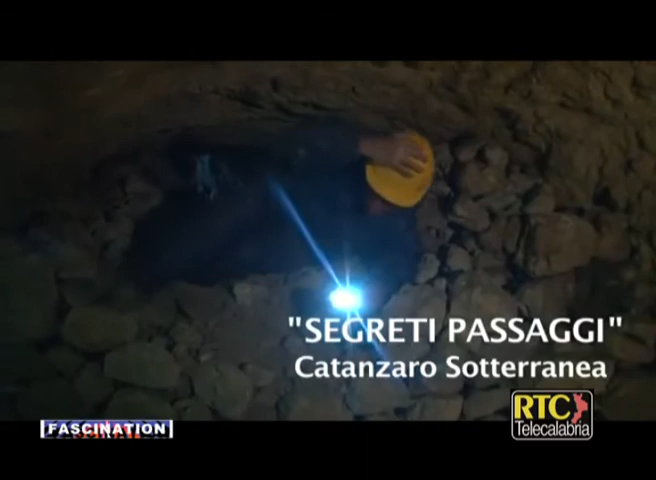 "SEGRETI PASSAGGI"
Catanzaro Sotterranea
FASCINATION
RTC
Telecalabria